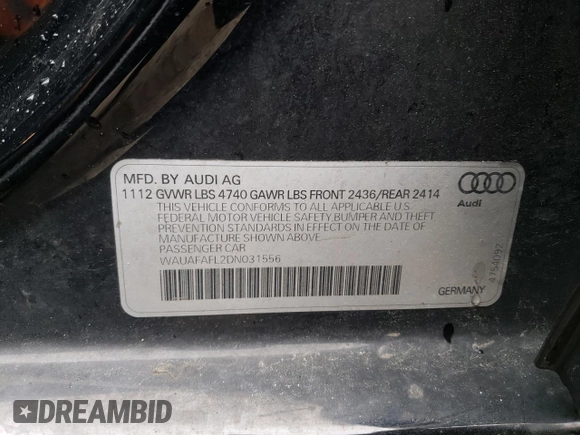 MFD. BY AUDI AG
1112 GVWR LBS 4740 GAWR LBS FRONT 2436/REAR 2414
THIS VEHICLE CONFORMS TO ALL APPLICABLE U.S.
FEDERAL MOTOR VEHICLE SAFETY,BUMPER AND THEFT
PREVENTION STANDARDS IN EFFECT ON THE DATE OF
MANUFACTURE SHOWN ABOVE.
PASSENGER CAR
WAUAFAFL2DN031556
Audi
4754092
GERMANY
DREAMBID